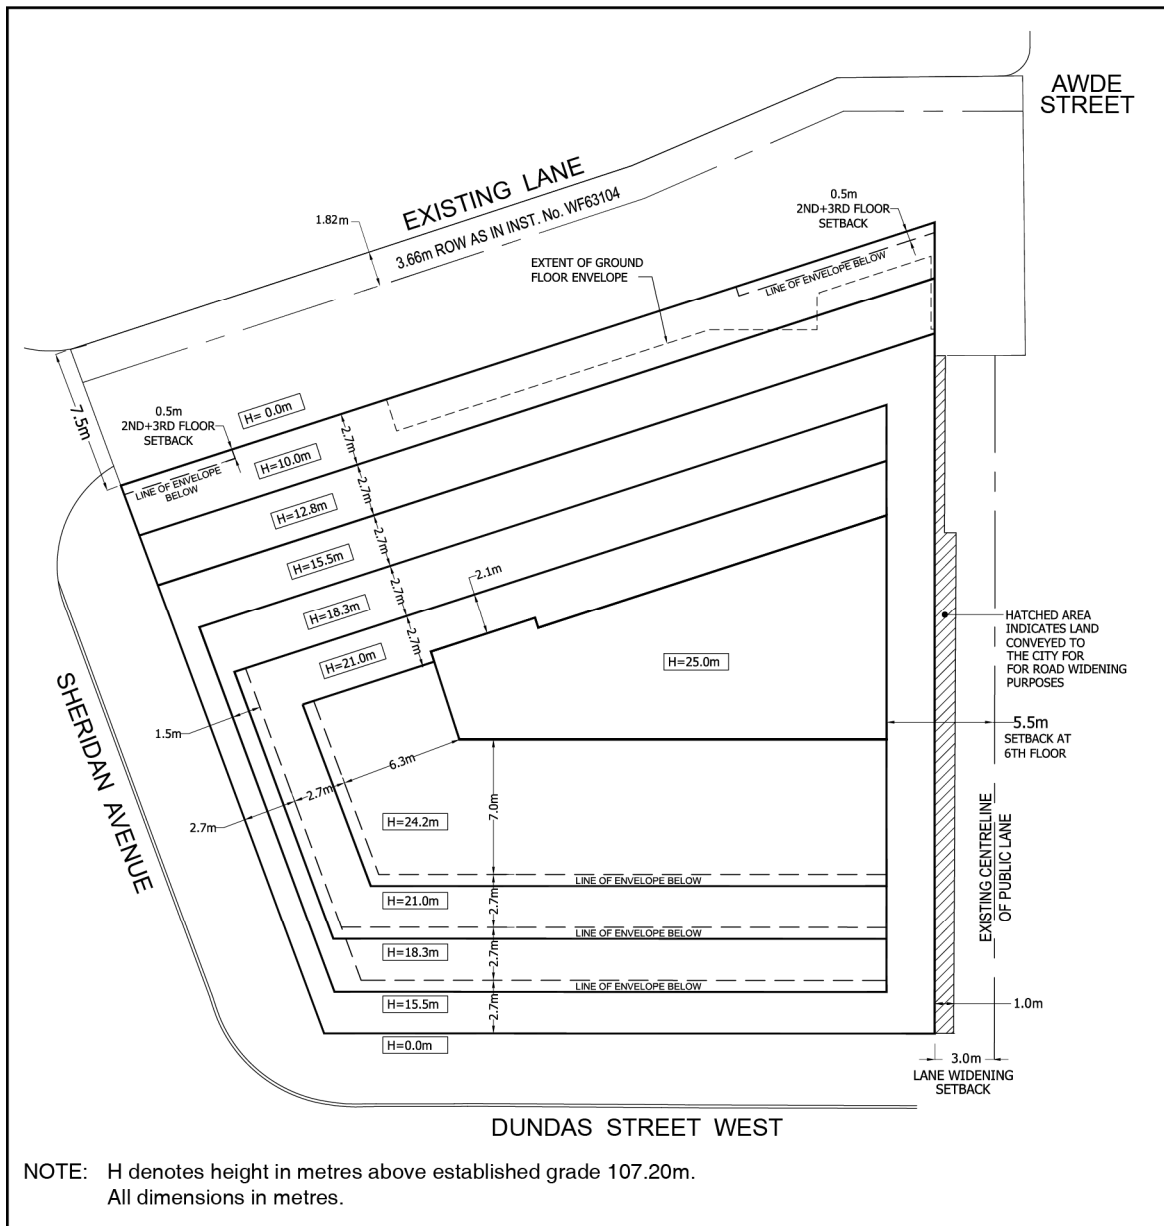 AWDE
STREET
EXISTING LANE
3.66m ROW AS IN INST. No. WF63104
1.82m
0.5m
2ND+3RD FLOOR
SETBACK
EXTENT OF GROUND
FLOOR ENVELOPE
LINE OF ENVELOPE BELOW
7.5m
0.5m
2ND+3RD FLOOR
SETBACK
H= 0.0m
LINE OF ENVELOPE
BELOW
H=10.0m
2.7m
H=12.8m
2.7m
H=15.5m
2.7m
H=18.3m
2.7m
2.1m
H=21.0m
2.7m
H=25.0m
HATCHED AREA
INDICATES LAND
CONVEYED TO
THE CITY FOR
FOR ROAD WIDENING
PURPOSES
SHERIDAN AVENUE
1.5m
5.5m
SETBACK AT
6TH FLOOR
6.3m
2.7m
2.7m
7.0m
H=24.2m
EXISTING CENTRELINE
OF PUBLIC LANE
LINE OF ENVELOPE BELOW
H=21.0m
2.7m
LINE OF ENVELOPE BELOW
H=18.3m
2.7m
LINE OF ENVELOPE BELOW
H=15.5m
2.7m
1.0m
H=0.0m
3.0m
LANE WIDENING
SETBACK
DUNDAS STREET WEST
NOTE: H denotes height in metres above established grade 107.20m.
All dimensions in metres.